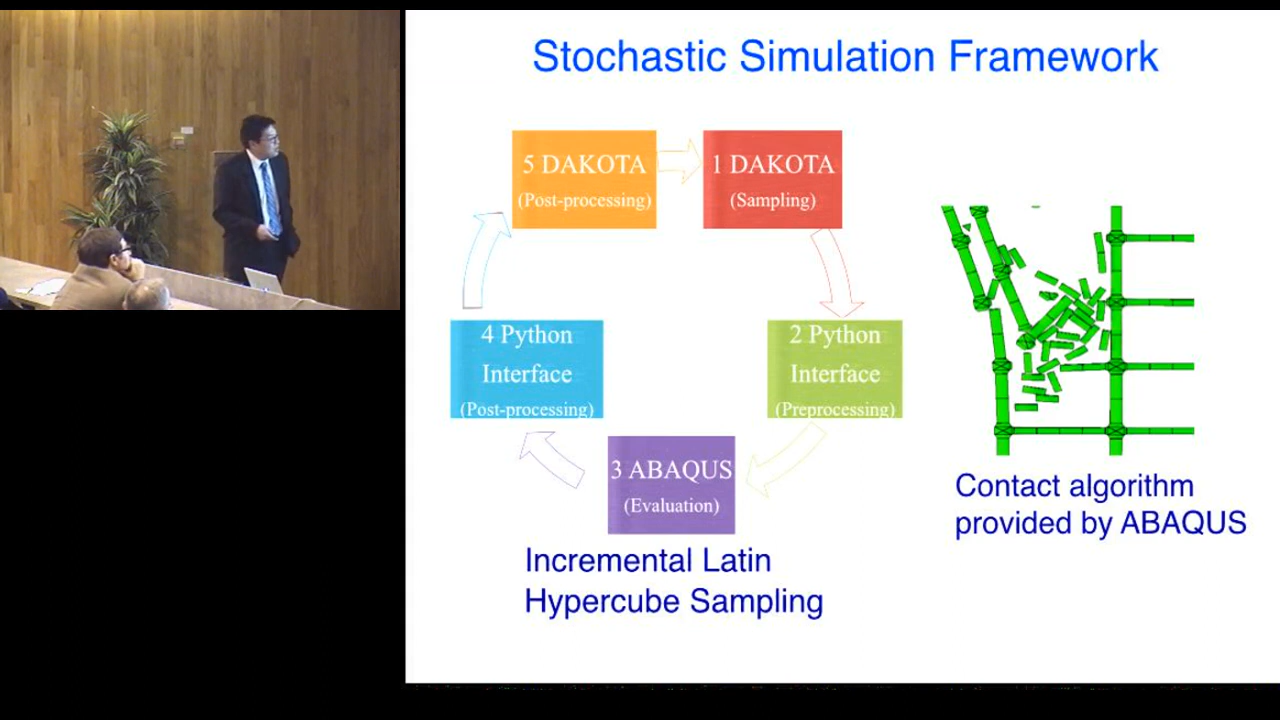 Stochastic Simulation Framework
5 DAKOTA
(Post-processing)
1 DAKOTA
(Sampling)
4 Python
Interface
(Post-processing)
2 Python
Interface
(Preprocessing)
3 ABAQUS
(Evaluation)
Incremental Latin
Hypercube Sampling
Contact algorithm
provided by ABAQUS